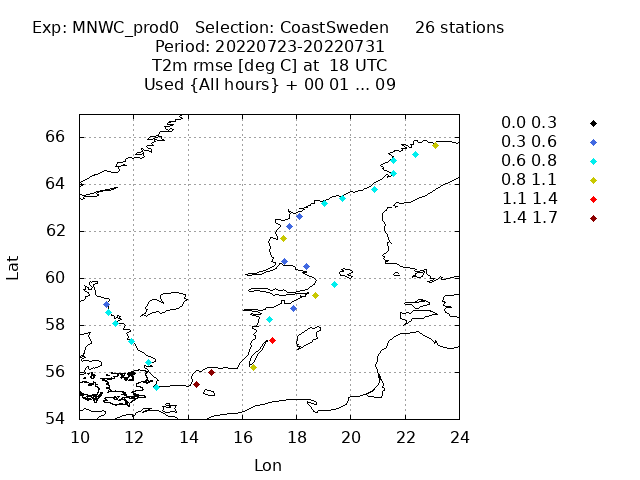 Exp: MNWC_prod0 Selection: CoastSweden 26 stations
Period: 20220723-20220731
T2m rmse [deg C] at 18 UTC
Used {All hours} + 00 01 ... 09
0.0 0.3
0.3 0.6
0.6 0.8
0.8 1.1
1.1 1.4
1.4 1.7
66
64
62
60
58
56
54
Lat
10 12 14 16 18 20 22 24
Lon